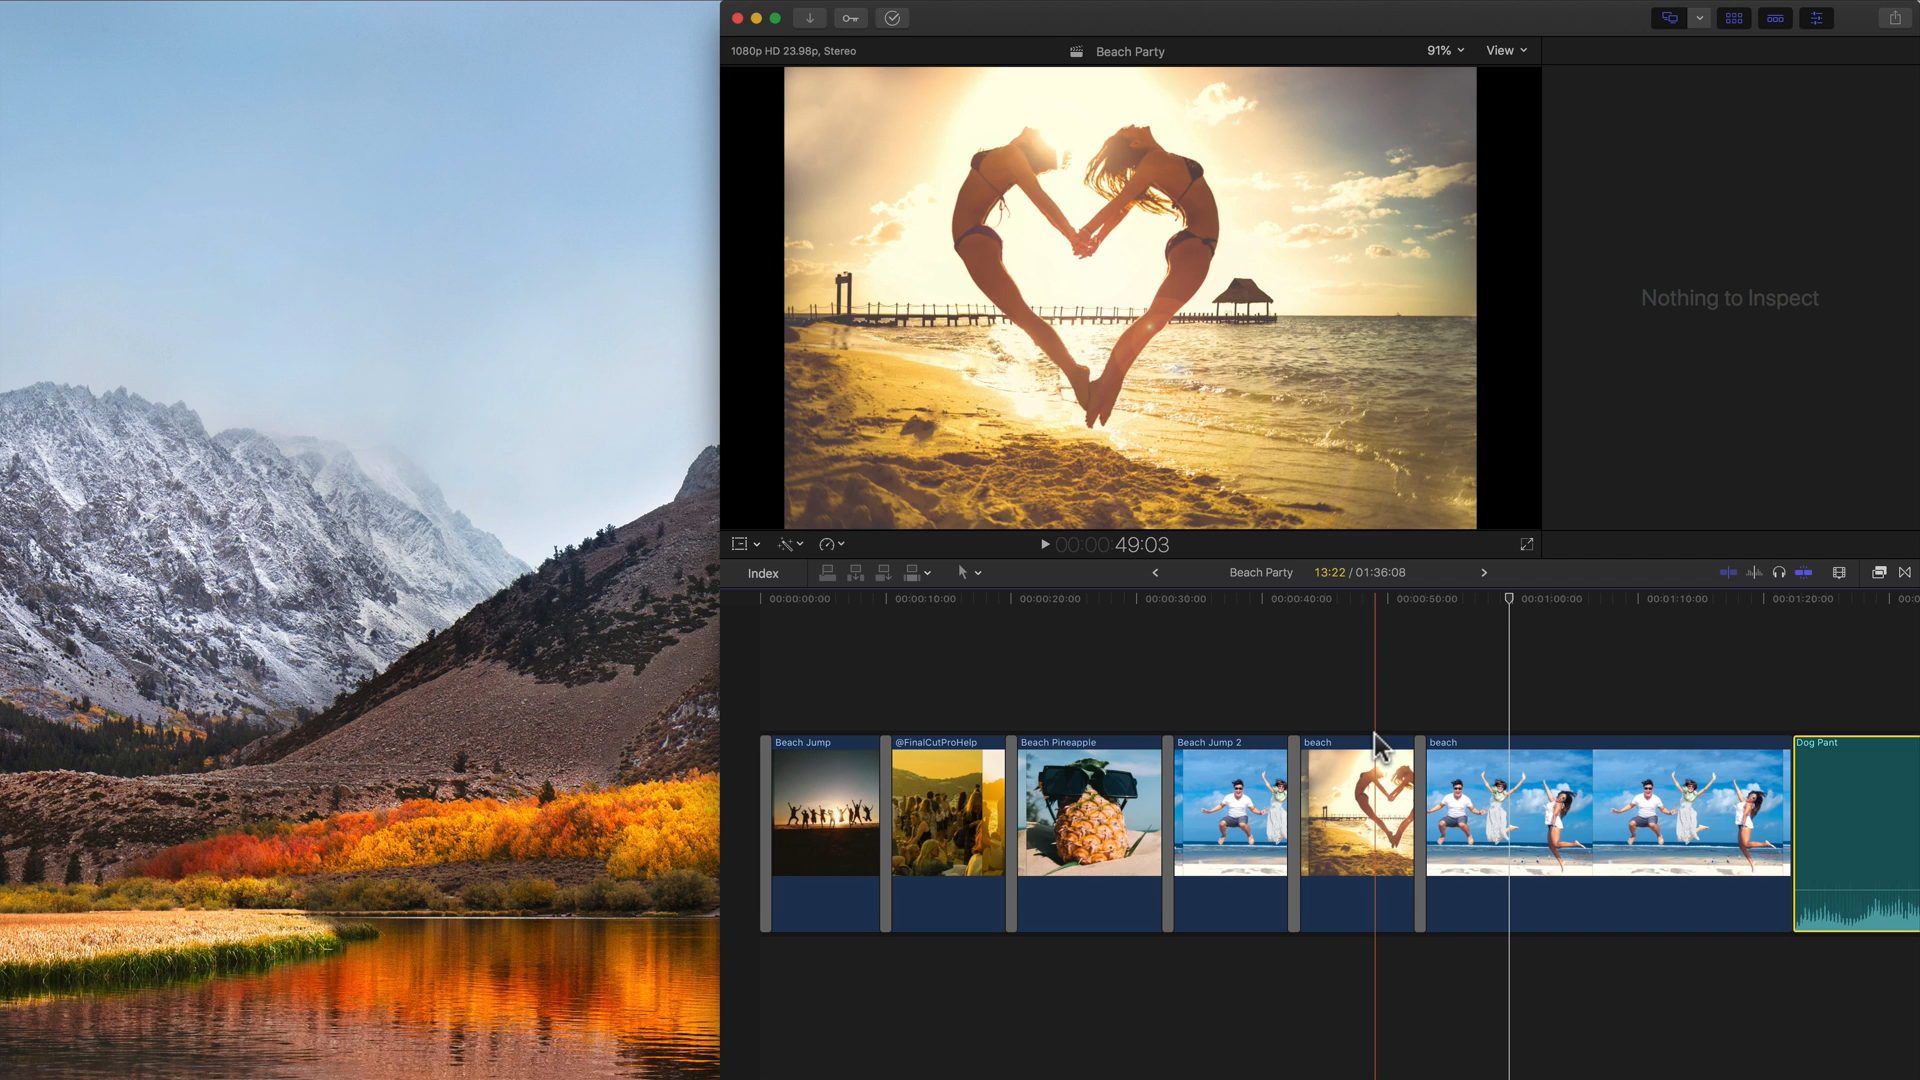 1080p HD 23.98p, Stereo
Beach Party
91%
View
Nothing to Inspect
00:00:49:03
Index
Beach Party
13:22 / 01:36:08
00:00:00:00
00:00:10:00
00:00:20:00
00:00:30:00
00:00:40:00
00:00:50:00
00:01:00:00
00:01:10:00
00:01:20:00
Beach Jump
@FinalCutProHelp
Beach Pineapple
Beach Jump 2
beach
beach
Dog Pant